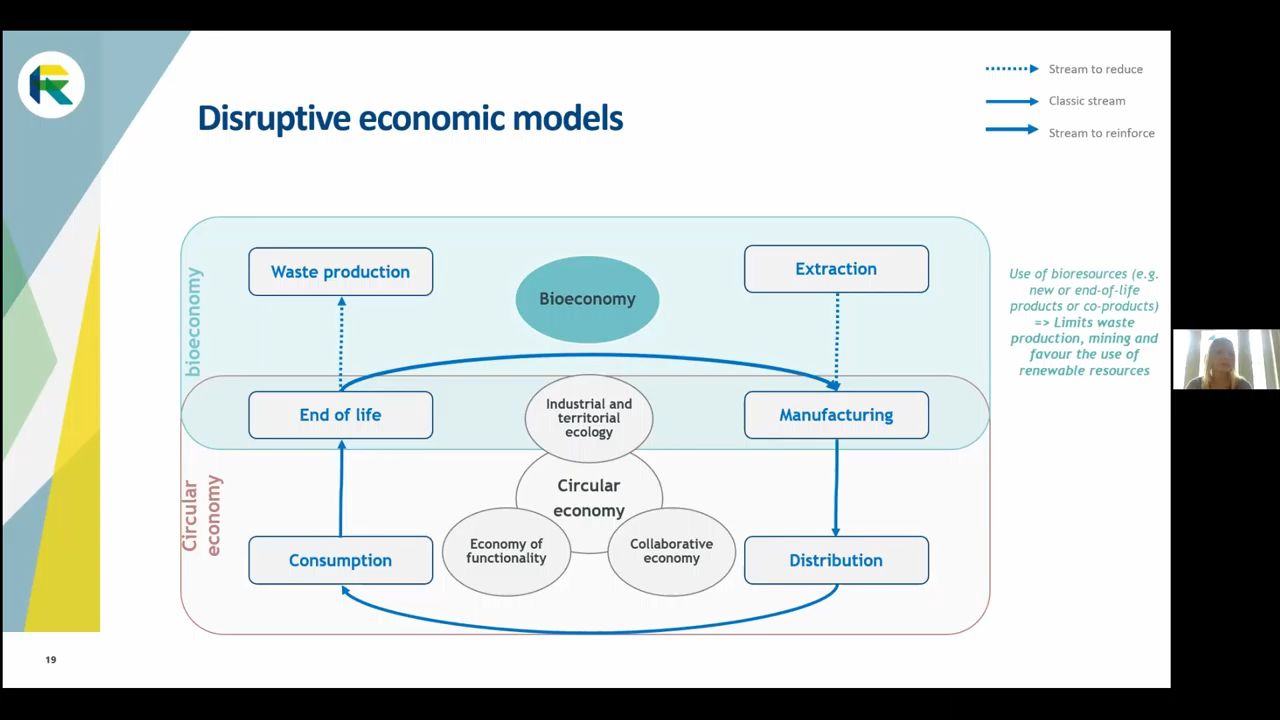 Stream to reduce
Classic stream
Stream to reinforce
Disruptive economic models
bioeconomy
Waste production
Bioeconomy
Extraction
Use of bioresources (e.g.
new or end-of-life
products or co-products)
=> Limits waste
production, mining and
favour the use of
renewable resources
End of life
Industrial and
territorial
ecology
Manufacturing
Circular
economy
Circular
economy
Consumption
Economy of
functionality
Collaborative
economy
Distribution
19